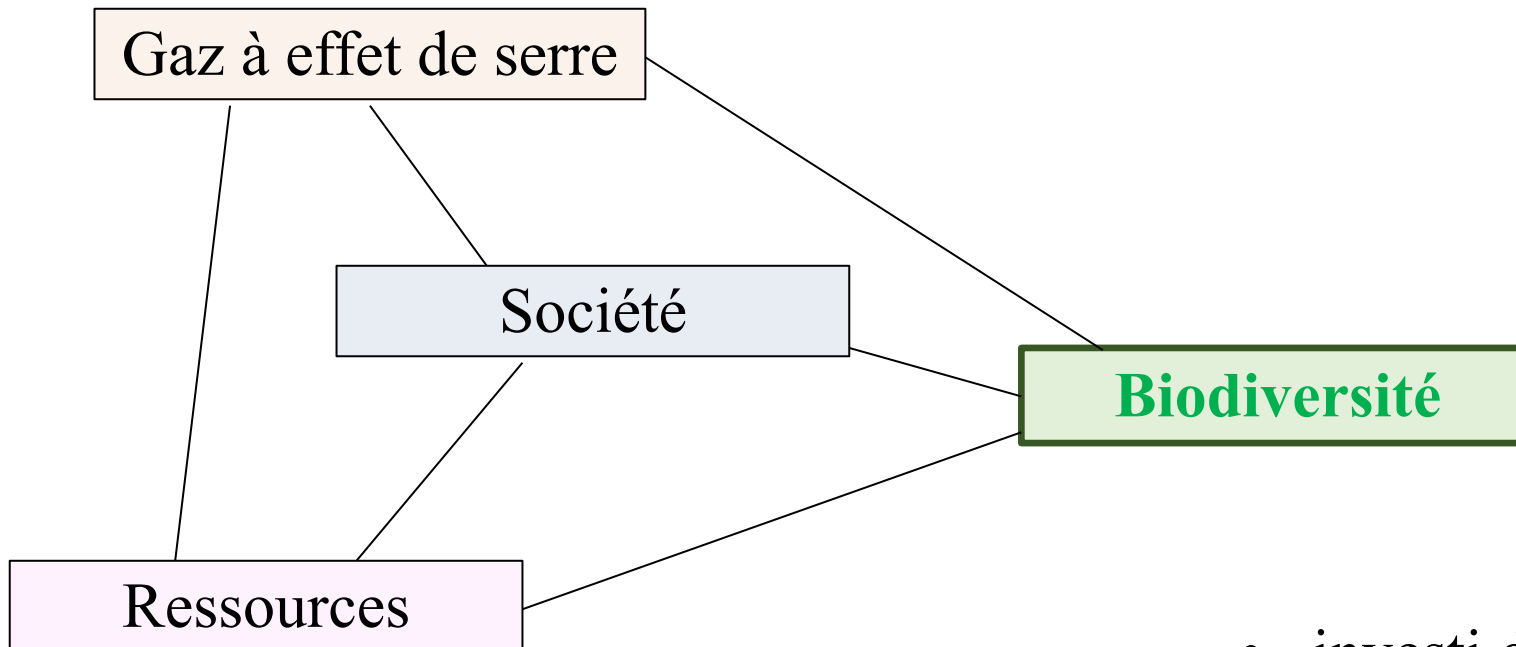 Gaz à effet de serre
Société
Biodiversité
Ressources